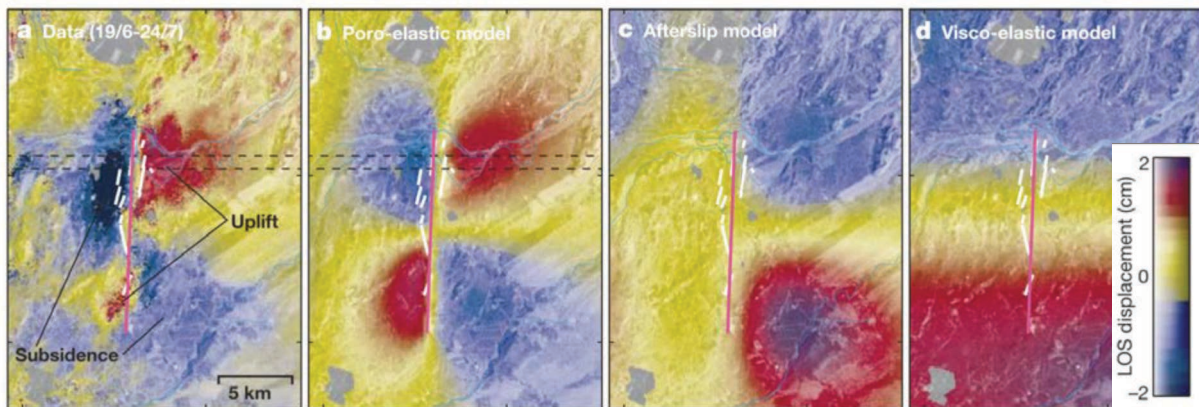 a Data (19/6-24/7)
b Poro-elastic model
c Afterslip model
d Visco-elastic model
Uplift
Subsidence
5 km
2
0
−2
LOS displacement (cm)